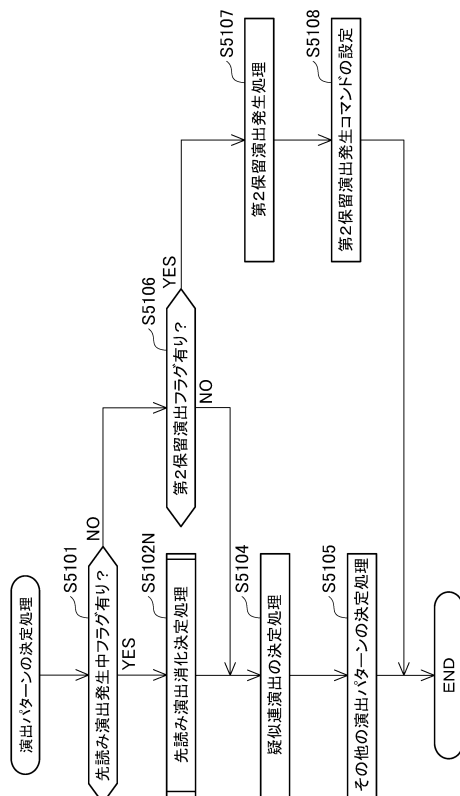 演出パターンの決定処理
S5101
先読み演出発生中フラグ有り？
NO
YES
S5102N
先読み演出消化決定処理
S5104
疑似連演出の決定処理
S5105
その他の演出パターンの決定処理
END
S5106
第2保留演出フラグ有り？
YES
NO
S5107
第2保留演出発生処理
S5108
第2保留演出発生コマンドの設定